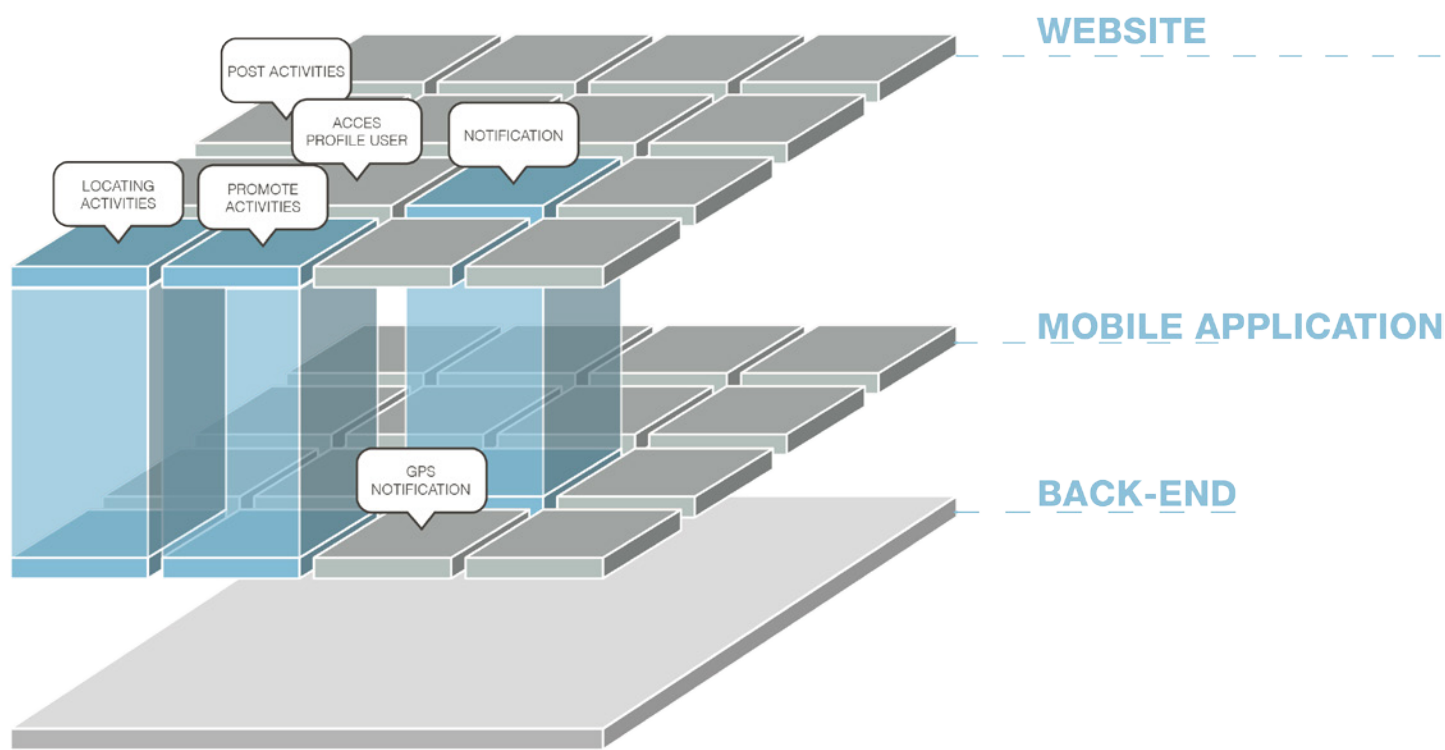 WEBSITE
POST ACTIVITIES
ACCES
PROFILE USER
NOTIFICATION
LOCATING
ACTIVITIES
PROMOTE
ACTIVITIES
MOBILE APPLICATION
GPS
NOTIFICATION
BACK-END